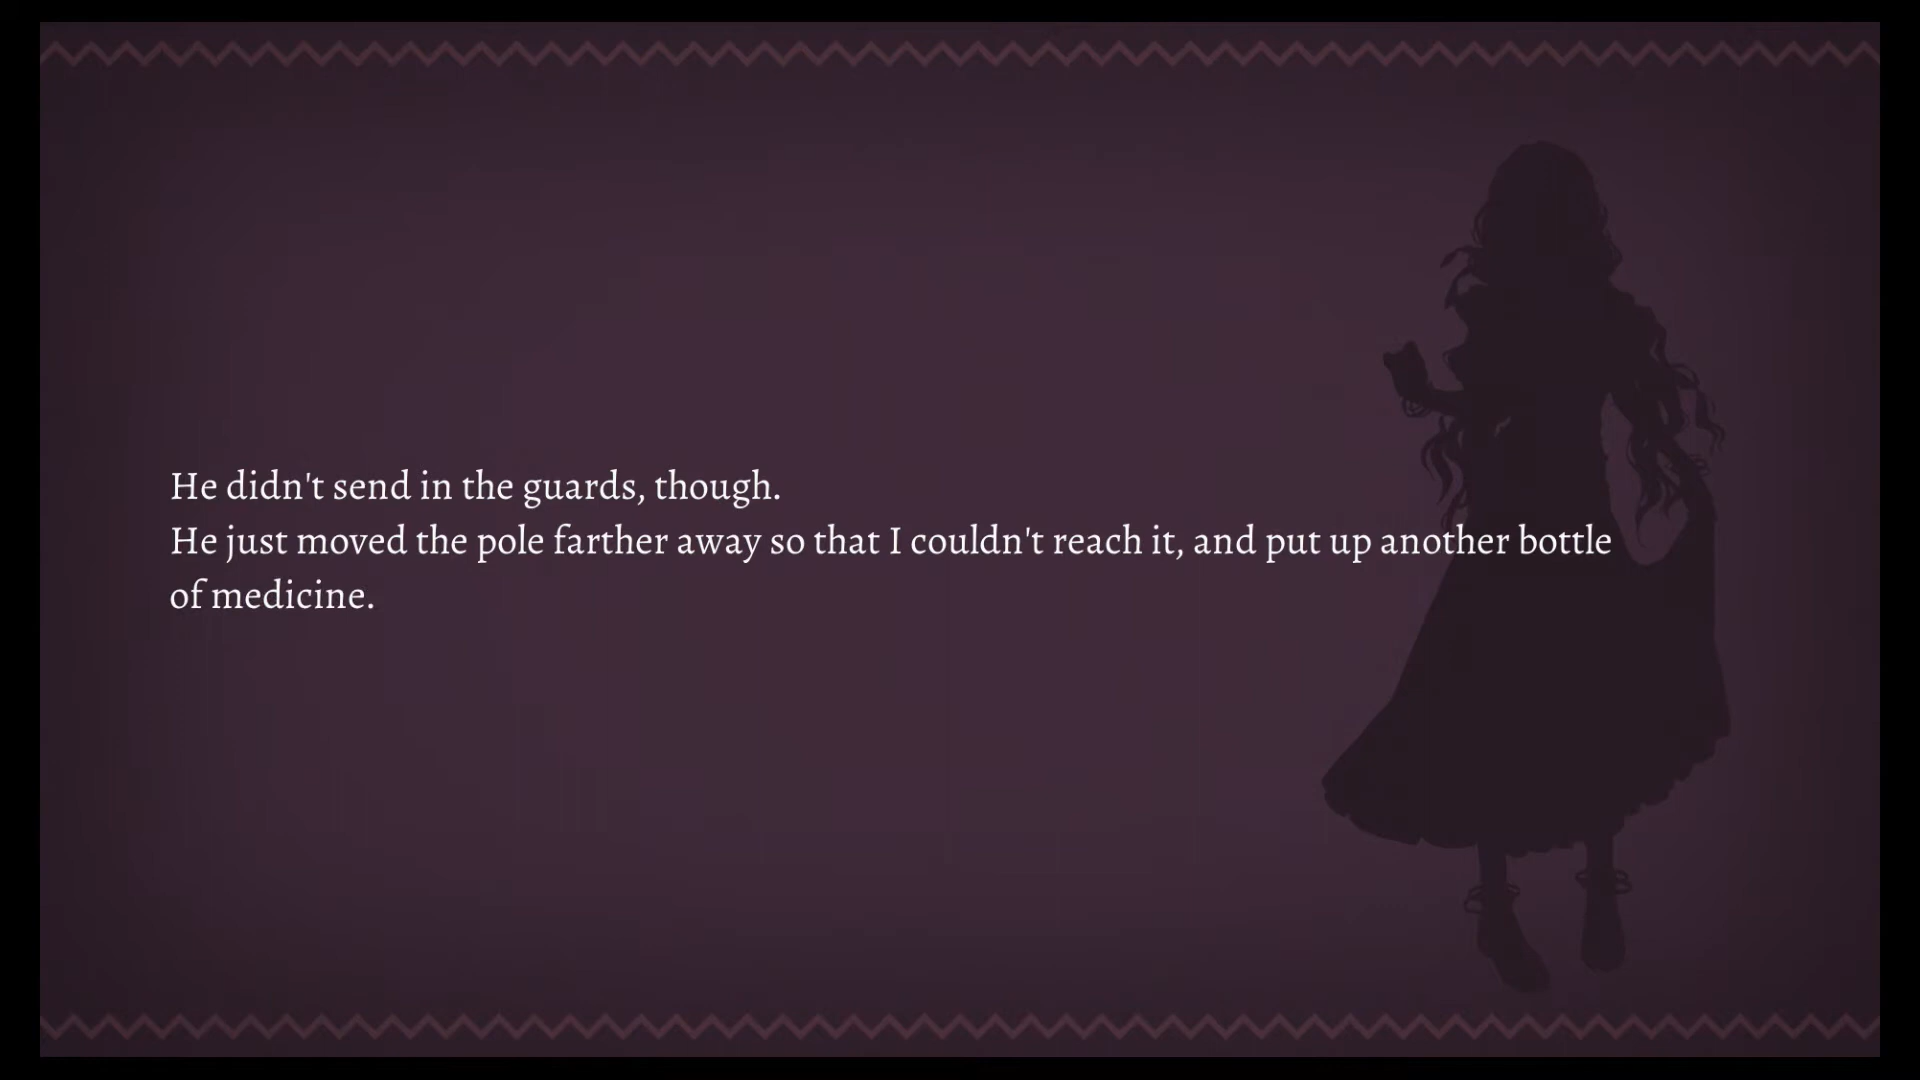 He didn't send in the guards, though.
He just moved the pole farther away so that I couldn't reach it, and put up another bottle
of medicine.